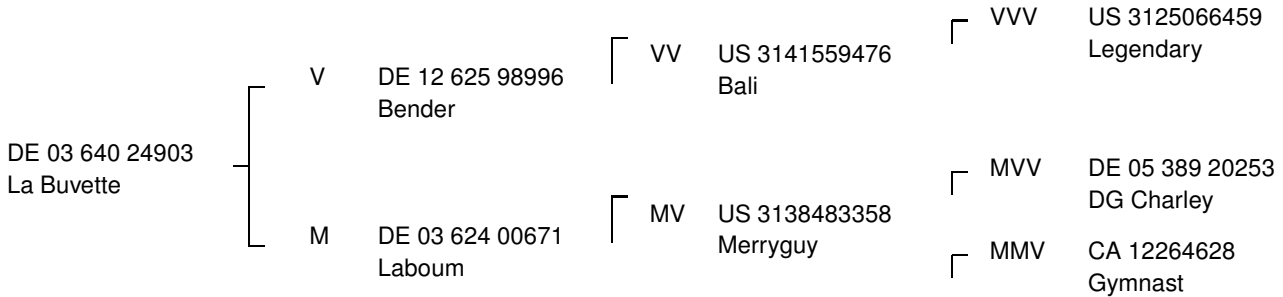 DE 03 640 24903
La Buvette
V DE 12 625 98996
Bender
M DE 03 624 00671
Laboum
VV US 3141559476
Bali
MV US 3138483358
Merryguy
VVV US 3125066459
Legendary
MVV DE 05 389 20253
DG Charley
MMV CA 12264628
Gymnast